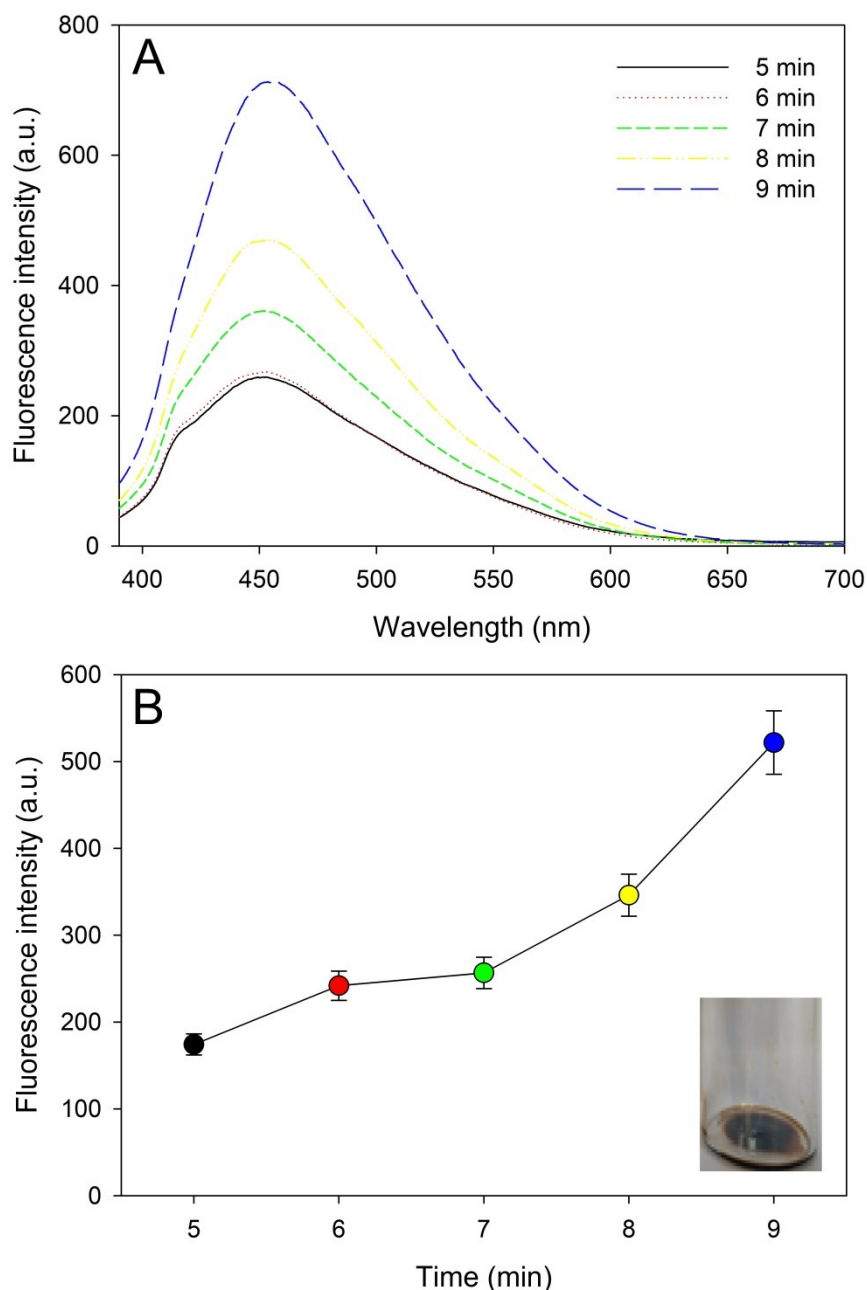 A
800
600
400
200
0
Fluorescence intensity (a.u.)
5 min
6 min
7 min
8 min
9 min
400 450 500 550 600 650 700
Wavelength (nm)
B
600
500
400
300
200
100
0
Fluorescence intensity (a.u.)
5 6 7 8 9
Time (min)